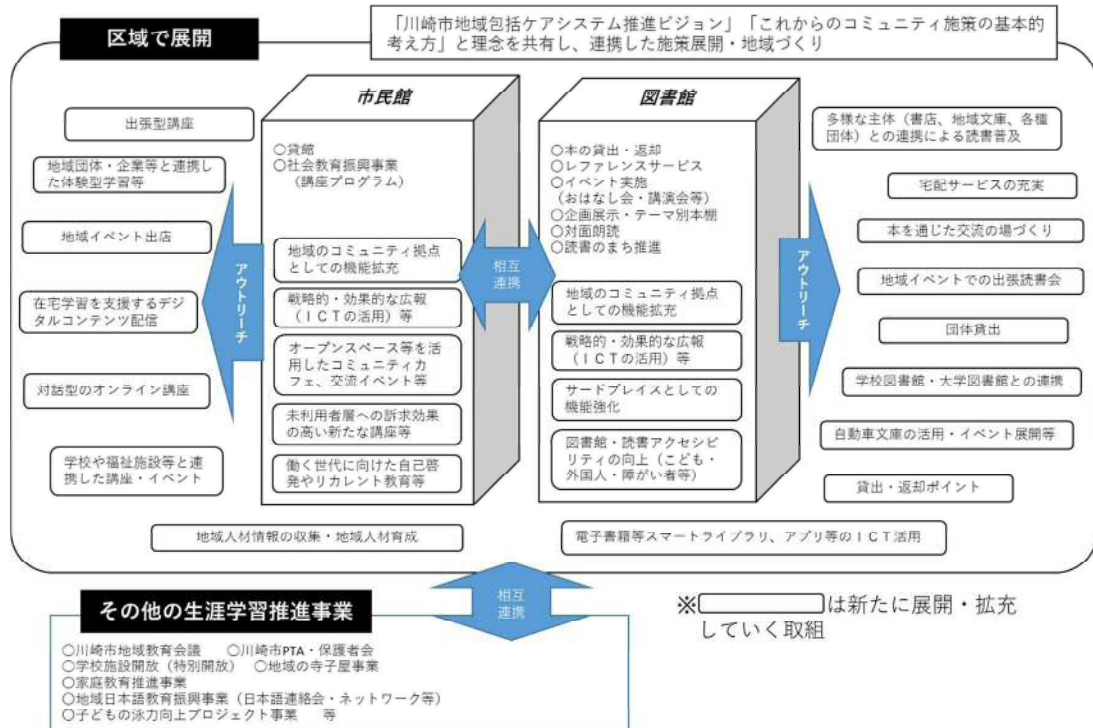 区域で展開
「川崎市地域包括ケアシステム推進ビジョン」「これからのコミュニティ施策の基本的
考え方」と理念を共有し、連携した施策展開・地域づくり
出張型講座
地域団体・企業等と連携し
た体験型学習等
地域イベント出店
在宅学習を支援するデジ
タルコンテンツ配信
対話型のオンライン講座
学校や福祉施設等と連
携した講座・イベント
アウトリーチ
市民館
○貸館
○社会教育振興事業
（講座プログラム）
地域のコミュニティ拠点
としての機能拡充
戦略的・効果的な広報
（ＩＣＴの活用）等
オープンスペース等を活
用したコミュニティカ
フェ、交流イベント等
未利用者層への訴求効果
の高い新たな講座等
働く世代に向けた自己啓
発やリカレント教育等
相互
連携
図書館
○本の貸出・返却
○レファレンスサービス
○イベント実施
（おはなし会・講演会等）
○企画展示・テーマ別本棚
○対面朗読
○読書のまち推進
地域のコミュニティ拠点
としての機能拡充
戦略的・効果的な広報
（ＩＣＴの活用）等
サードプレイスとしての
機能強化
図書館・読書アクセシビ
リティの向上（こども・
外国人・障がい者等）
アウトリーチ
多様な主体（書店、地域文庫、各種
団体）との連携による読書普及
宅配サービスの充実
本を通じた交流の場づくり
地域イベントでの出張読書会
団体貸出
学校図書館・大学図書館との連携
自動車文庫の活用・イベント展開等
貸出・返却ポイント
地域人材情報の収集・地域人材育成
電子書籍等スマートライブラリ、アプリ等のＩＣＴ活用
相互
連携
その他の生涯学習推進事業
○川崎市地域教育会議　○川崎市PTA・保護者会
○学校施設開放（特別開放）　○地域の寺子屋事業
○家庭教育推進事業
○地域日本語教育振興事業（日本語連絡会・ネットワーク等）
○子どもの泳力向上プロジェクト事業　等
※　は新たに展開・拡充
していく取組